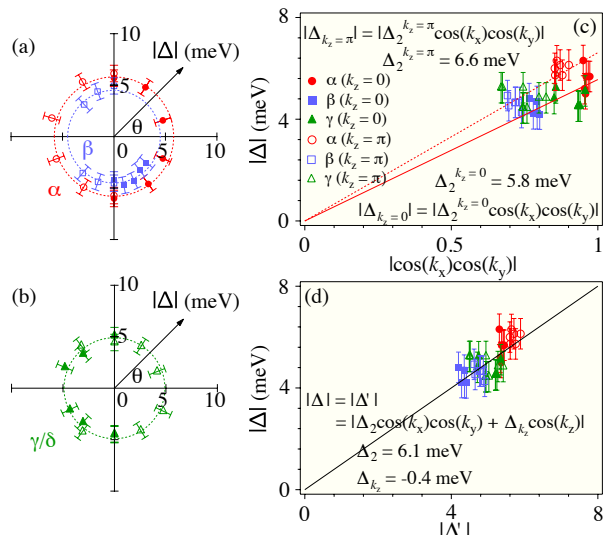 (a)
|Δ|
(meV)
10
5
θ
β
0
0
5
10
α
(b)
|Δ|
(meV)
10
5
θ
0
0
5
10
γ/δ
(c)
8
|Δ_{k_z=π}| = |Δ_2^{k_z=π}cos(k_x)cos(k_y)|
Δ_2^{k_z=π} = 6.6 meV
α (k_z = 0)
β (k_z = 0)
γ (k_z = 0)
α (k_z = π)
β (k_z = π)
γ (k_z = π)
|Δ| (meV)
4
Δ_2^{k_z=0} = 5.8 meV
|Δ_{k_z=0}| = |Δ_2^{k_z=0}cos(k_x)cos(k_y)|
0
0
0.5
1
|cos(k_x)cos(k_y)|
(d)
8
|Δ| (meV)
4
|Δ| = |Δ'|
= |Δ_2cos(k_x)cos(k_y) + Δ_{k_z}cos(k_z)|
Δ_2 = 6.1 meV
Δ_{k_z} = -0.4 meV
0
0
4
8
|Δ'|